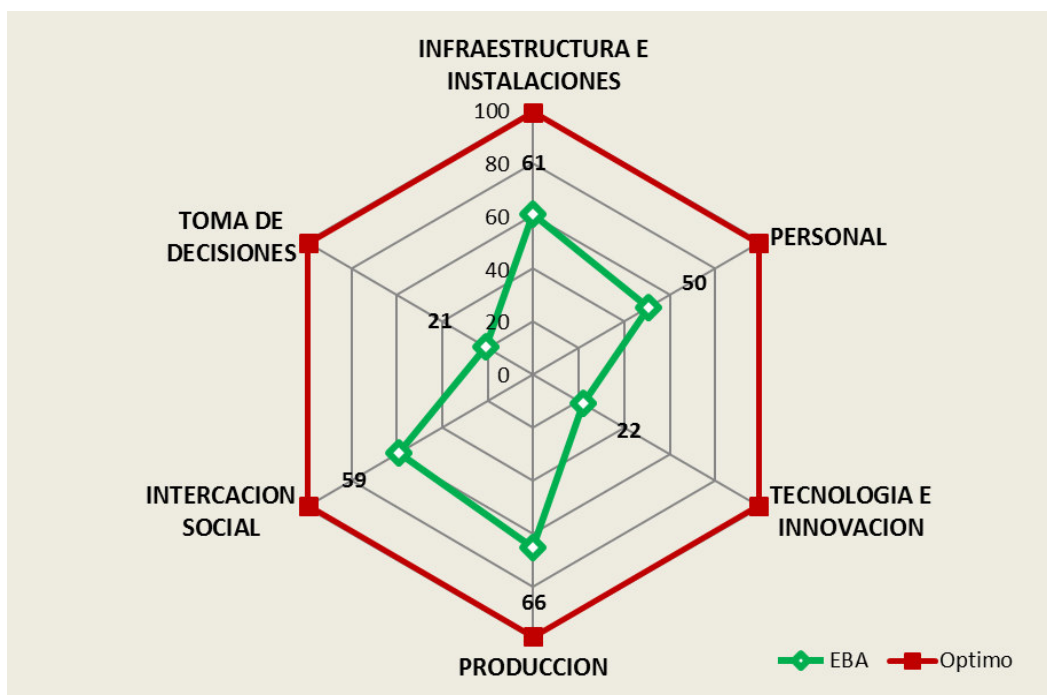 INFRAESTRUCTURA E
INSTALACIONES
100
80
61
60
40
20
0
TOMA DE
DECISIONES
PERSONAL
50
21
22
59
INTERCACION
SOCIAL
TECNOLOGIA E
INNOVACION
66
PRODUCCION
EBA
Optimo